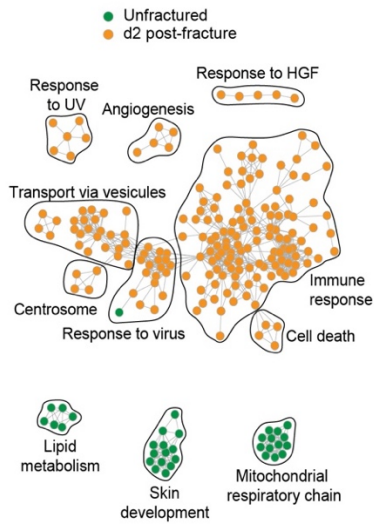 Unfractured
d2 post-fracture
Response
to UV
Angiogenesis
Response to HGF
Transport via vesicules
Centrosome
Response to virus
Immune
response
Cell death
Lipid
metabolism
Skin
development
Mitochondrial
respiratory chain